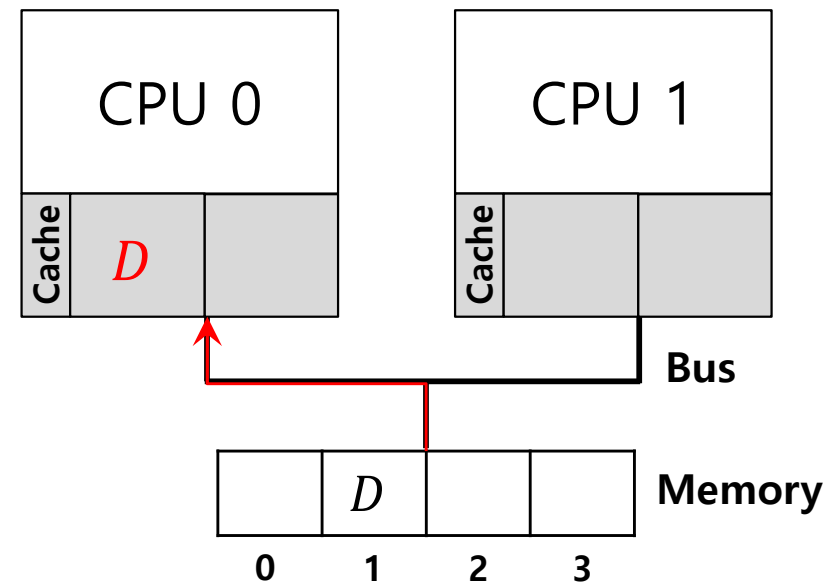 CPU 0
CPU 1
Cache
D
Cache
Bus
D
Memory
0 1 2 3